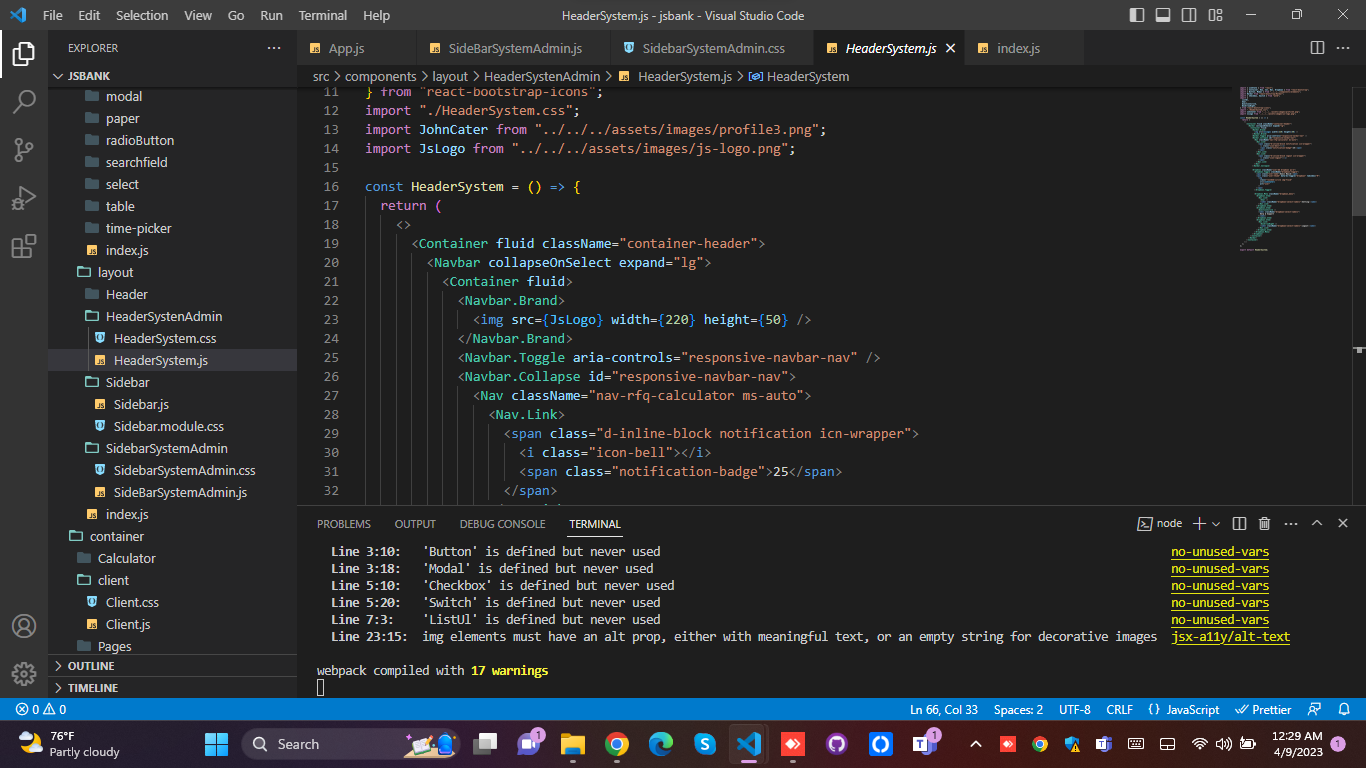 File Edit Selection View Go Run Terminal Help HeaderSystem.js - jsbank - Visual Studio Code
EXPLORER
JSBANK
modal
paper
radioButton
searchfield
select
table
time-picker
index.js
layout
Header
HeaderSystenAdmin
HeaderSystem.css
HeaderSystem.js
Sidebar
Sidebar.js
Sidebar.module.css
SidebarSystemAdmin
SidebarSystemAdmin.css
SideBarSystemAdmin.js
index.js
container
Calculator
client
Client.css
Client.js
Pages
OUTLINE
TIMELINE
App.js SideBarSystemAdmin.js SidebarSystemAdmin.css HeaderSystem.js index.js
src > components > layout > HeaderSystenAdmin > HeaderSystem.js > HeaderSystem
11 } from "react-bootstrap-icons";
12 import "./HeaderSystem.css";
13 import JohnCater from "../../../assets/images/profile3.png";
14 import JsLogo from "../../../assets/images/js-logo.png";
15
16 const HeaderSystem = () => {
17 return (
18 <>
19 <Container fluid className="container-header">
20 <Navbar collapseOnSelect expand="lg">
21 <Container fluid>
22 <Navbar.Brand>
23 <img src={JsLogo} width={220} height={50} />
24 </Navbar.Brand>
25 <Navbar.Toggle aria-controls="responsive-navbar-nav" />
26 <Navbar.Collapse id="responsive-navbar-nav">
27 <Nav className="nav-rfq-calculator ms-auto">
28 <Nav.Link>
29 <span class="d-inline-block notification icn-wrapper">
30 <i class="icon-bell"></i>
31 <span class="notification-badge">25</span>
32 </span>
PROBLEMS OUTPUT DEBUG CONSOLE TERMINAL node
Line 3:10: 'Button' is defined but never used no-unused-vars
Line 3:18: 'Modal' is defined but never used no-unused-vars
Line 5:10: 'Checkbox' is defined but never used no-unused-vars
Line 5:20: 'Switch' is defined but never used no-unused-vars
Line 7:3: 'ListUl' is defined but never used no-unused-vars
Line 23:15: img elements must have an alt prop, either with meaningful text, or an empty string for decorative images jsx-a11y/alt-text
webpack compiled with 17 warnings
0 0 Ln 66, Col 33 Spaces: 2 UTF-8 CRLF {} JavaScript Prettier
76°F
Partly cloudy
Search
1
1
12:29 AM
4/9/2023
1